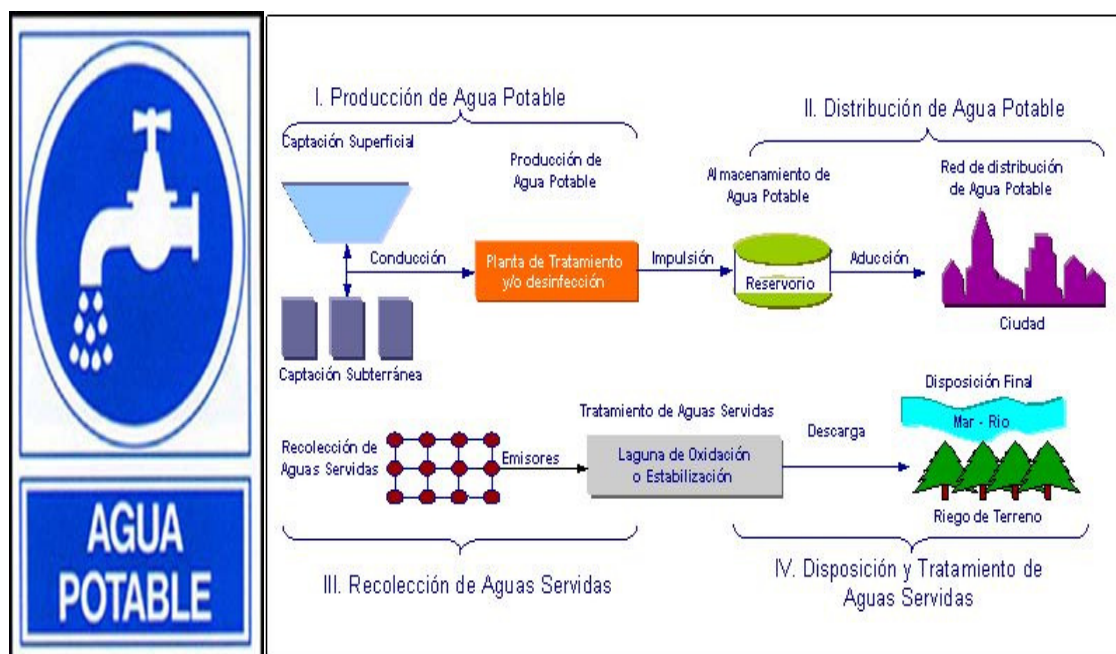 AGUA
POTABLE
I. Producción de Agua Potable
II. Distribución de Agua Potable
Captación Superficial
Producción de
Agua Potable
Almacenamiento de
Agua Potable
Red de distribución
de Agua Potable
Conducción
Planta de Tratamiento
y/o desinfección
Impulsión
Reservorio
Aducción
Ciudad
Captación Subterránea
Recolección de
Aguas Servidas
Emisores
Tratamiento de Aguas Servidas
Laguna de Oxidación
o Estabilización
Descarga
Disposición Final
Mar - Rio
Riego de Terreno
III. Recolección de Aguas Servidas
IV. Disposición y Tratamiento de
Aguas Servidas